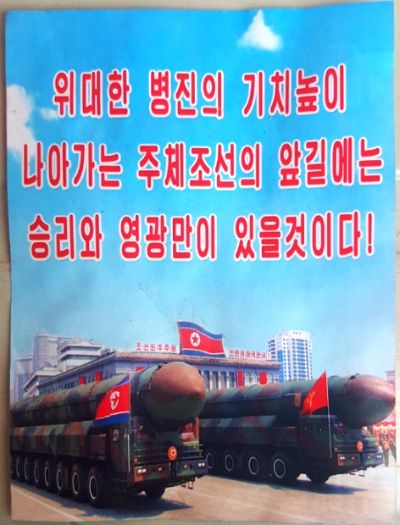 위대한 병진의 기치높이
나아가는 주체조선의 앞길에는
승리와 영광만이 있을것이다!